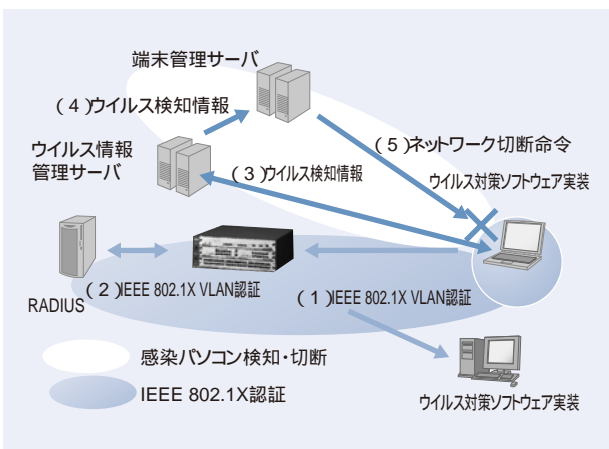 端末管理サーバ
(4)ウイルス検知情報
(5)ネットワーク切断命令
ウイルス情報
管理サーバ
(3)ウイルス検知情報
ウイルス対策ソフトウェア実装
RADIUS
(2)IEEE 802.1X VLAN認証
(1)IEEE 802.1X VLAN認証
感染パソコン検知・切断
IEEE 802.1X認証
ウイルス対策ソフトウェア実装